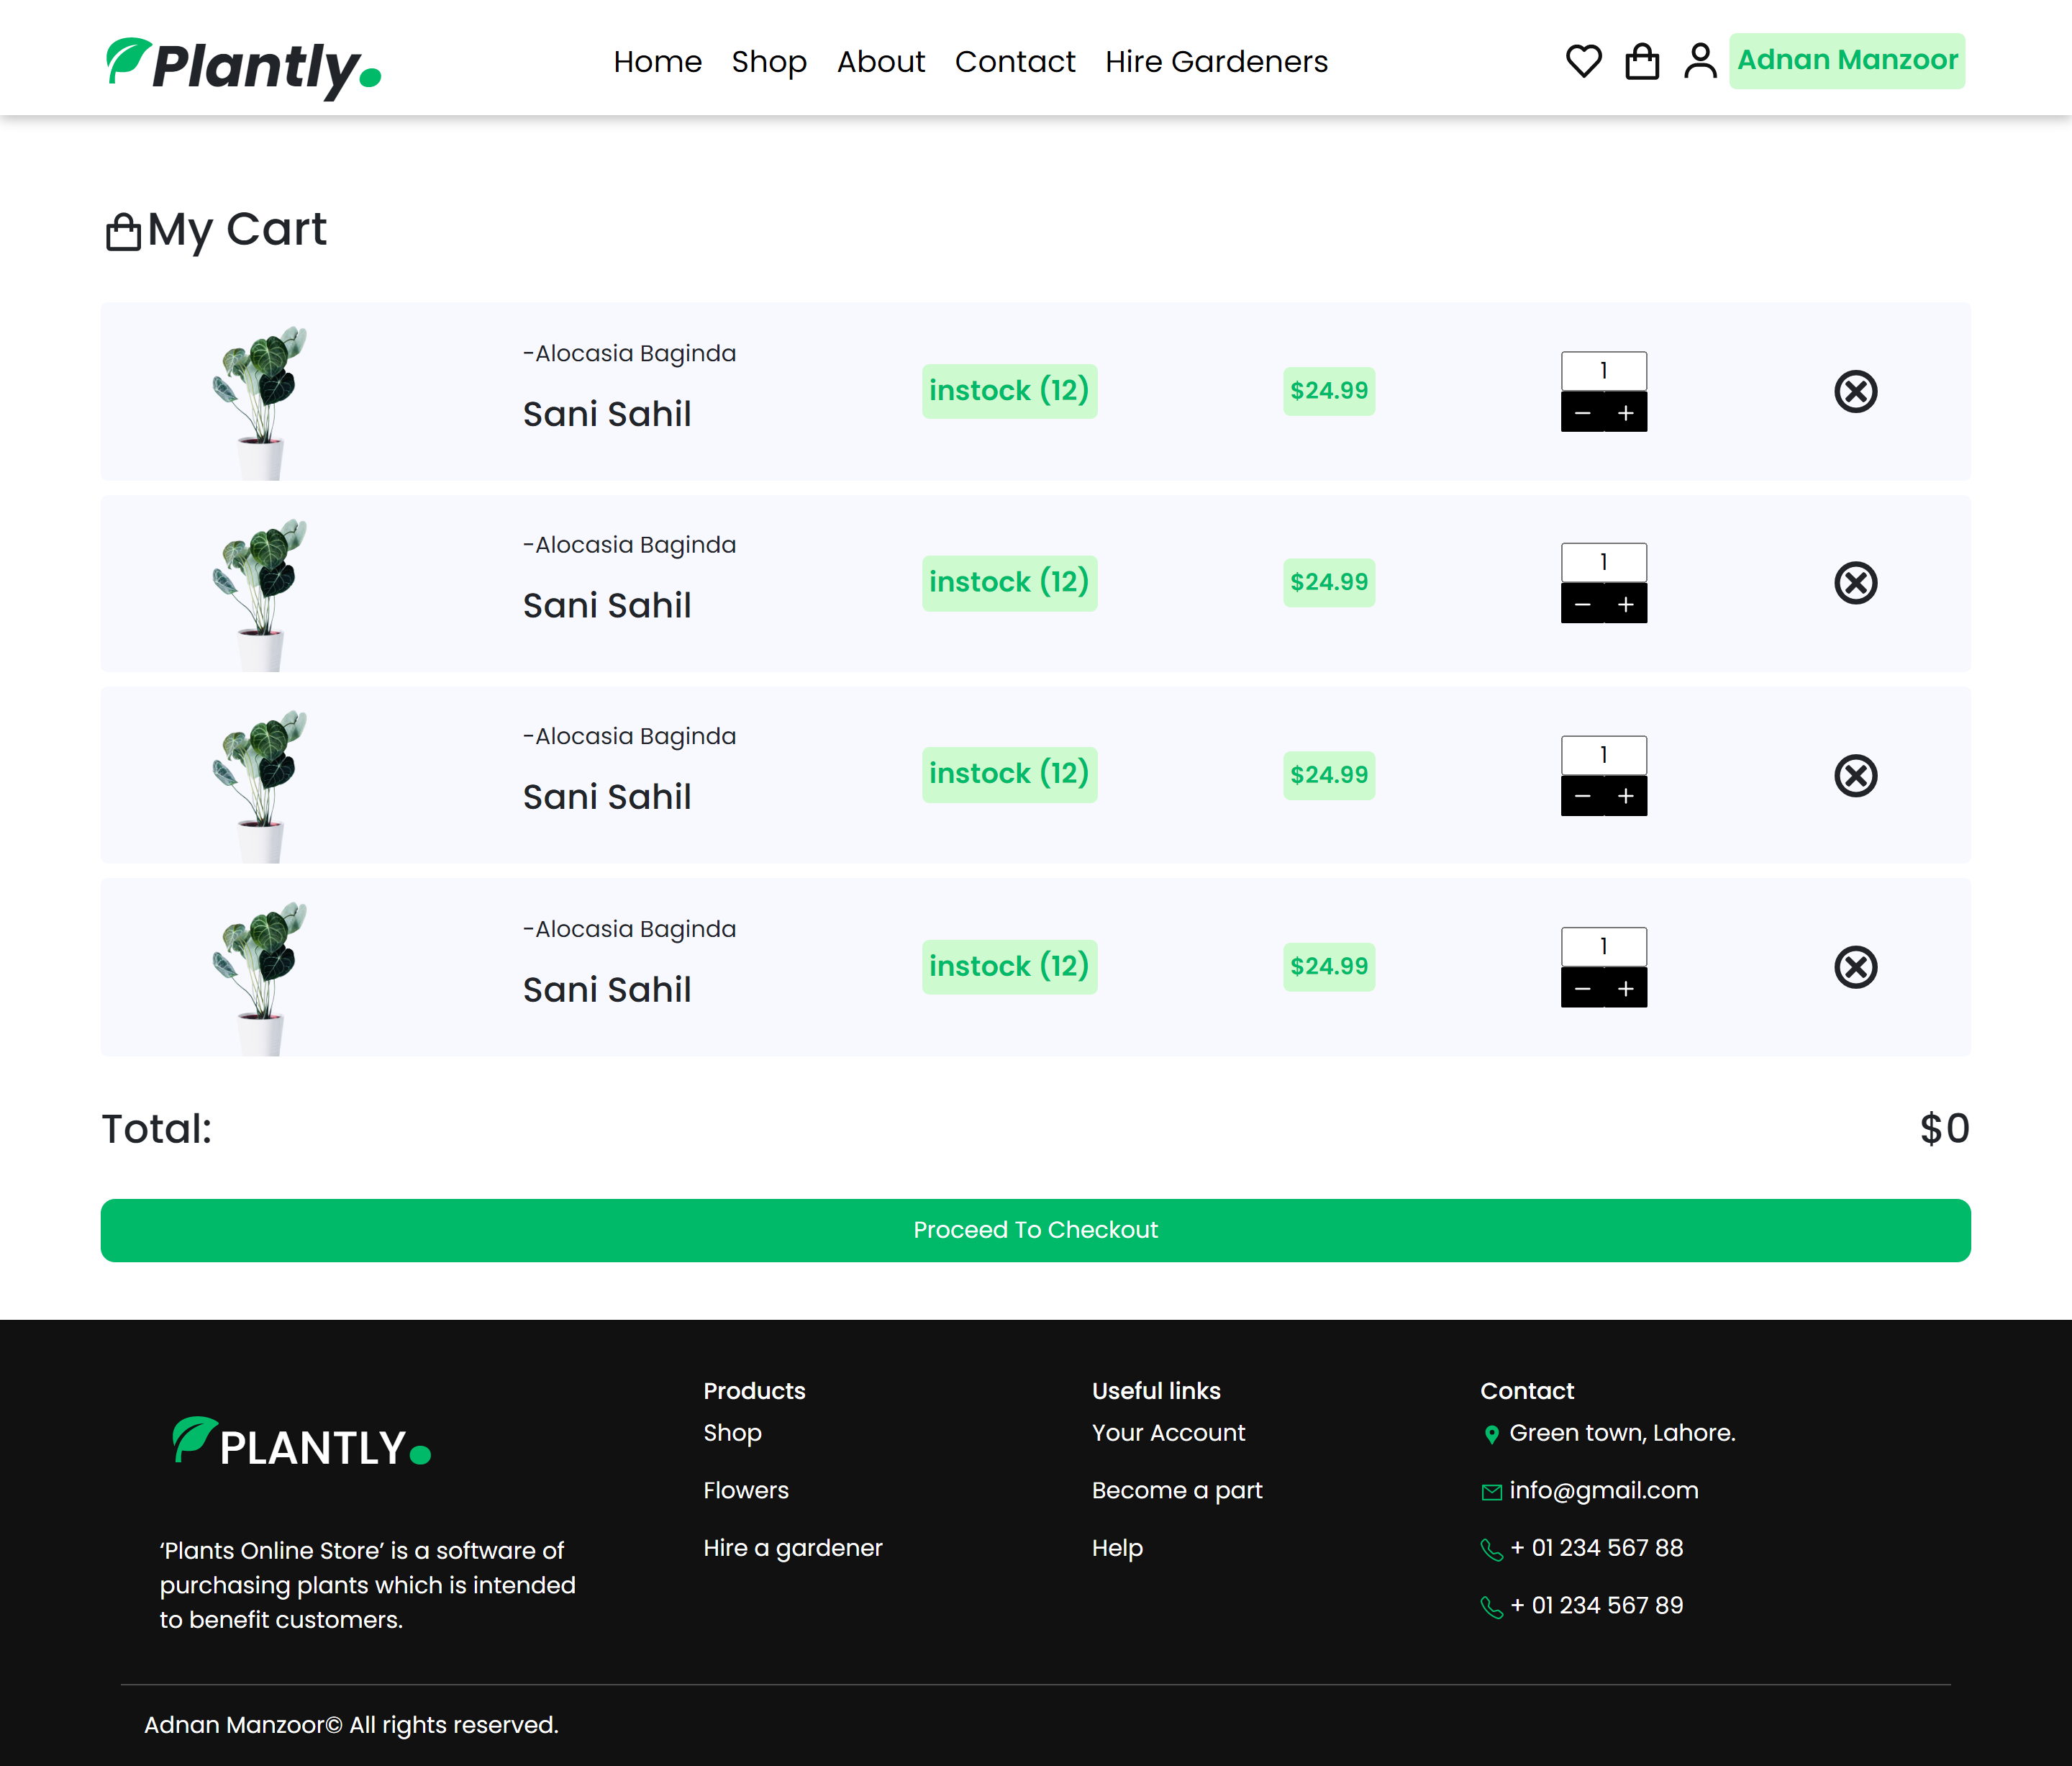 Plantly.
Home Shop About Contact Hire Gardeners
Adnan Manzoor
My Cart
-Alocasia Baginda
Sani Sahil
instock (12)
$24.99
1
− +
-Alocasia Baginda
Sani Sahil
instock (12)
$24.99
1
− +
-Alocasia Baginda
Sani Sahil
instock (12)
$24.99
1
− +
-Alocasia Baginda
Sani Sahil
instock (12)
$24.99
1
− +
Total: $0
Proceed To Checkout
PLANTLY.
‘Plants Online Store’ is a software of
purchasing plants which is intended
to benefit customers.
Products
Shop
Flowers
Hire a gardener
Useful links
Your Account
Become a part
Help
Contact
Green town, Lahore.
info@gmail.com
+ 01 234 567 88
+ 01 234 567 89
Adnan Manzoor© All rights reserved.